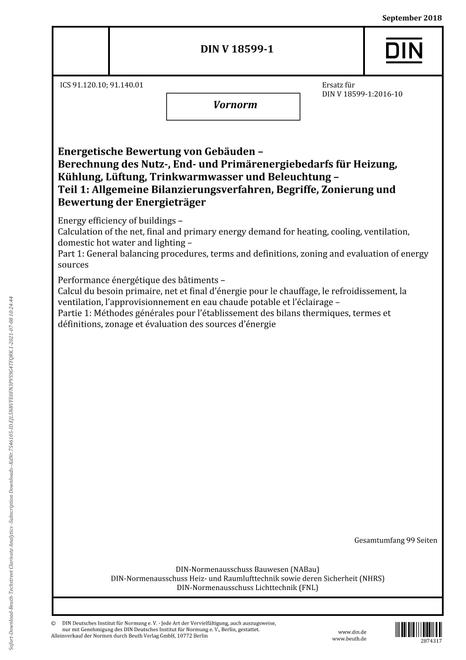 September 2018
DIN V 18599-1
DIN
ICS 91.120.10; 91.140.01
Ersatz für
DIN V 18599-1:2016-10
Vornorm
Energetische Bewertung von Gebäuden –
Berechnung des Nutz-, End- und Primärenergiebedarfs für Heizung,
Kühlung, Lüftung, Trinkwarmwasser und Beleuchtung –
Teil 1: Allgemeine Bilanzierungsverfahren, Begriffe, Zonierung und
Bewertung der Energieträger
Energy efficiency of buildings –
Calculation of the net, final and primary energy demand for heating, cooling, ventilation,
domestic hot water and lighting –
Part 1: General balancing procedures, terms and definitions, zoning and evaluation of energy
sources
Performance énergétique des bâtiments –
Calcul du besoin primaire, net et final d'énergie pour le chauffage, le refroidissement, la
ventilation, l'approvisionnement en eau chaude potable et l'éclairage –
Partie 1: Méthodes générales pour l'établissement des bilans thermiques, termes et
définitions, zonage et évaluation des sources d'énergie
Gesamtumfang 99 Seiten
DIN-Normenausschuss Bauwesen (NABau)
DIN-Normenausschuss Heiz- und Raumlufttechnik sowie deren Sicherheit (NHRS)
DIN-Normenausschuss Lichttechnik (FNL)
© DIN Deutsches Institut für Normung e. V. · Jede Art der Vervielfältigung, auch auszugsweise,
nur mit Genehmigung des DIN Deutsches Institut für Normung e. V., Berlin, gestattet.
Alleinverkauf der Normen durch Beuth Verlag GmbH, 10772 Berlin
www.din.de
www.beuth.de
2874317